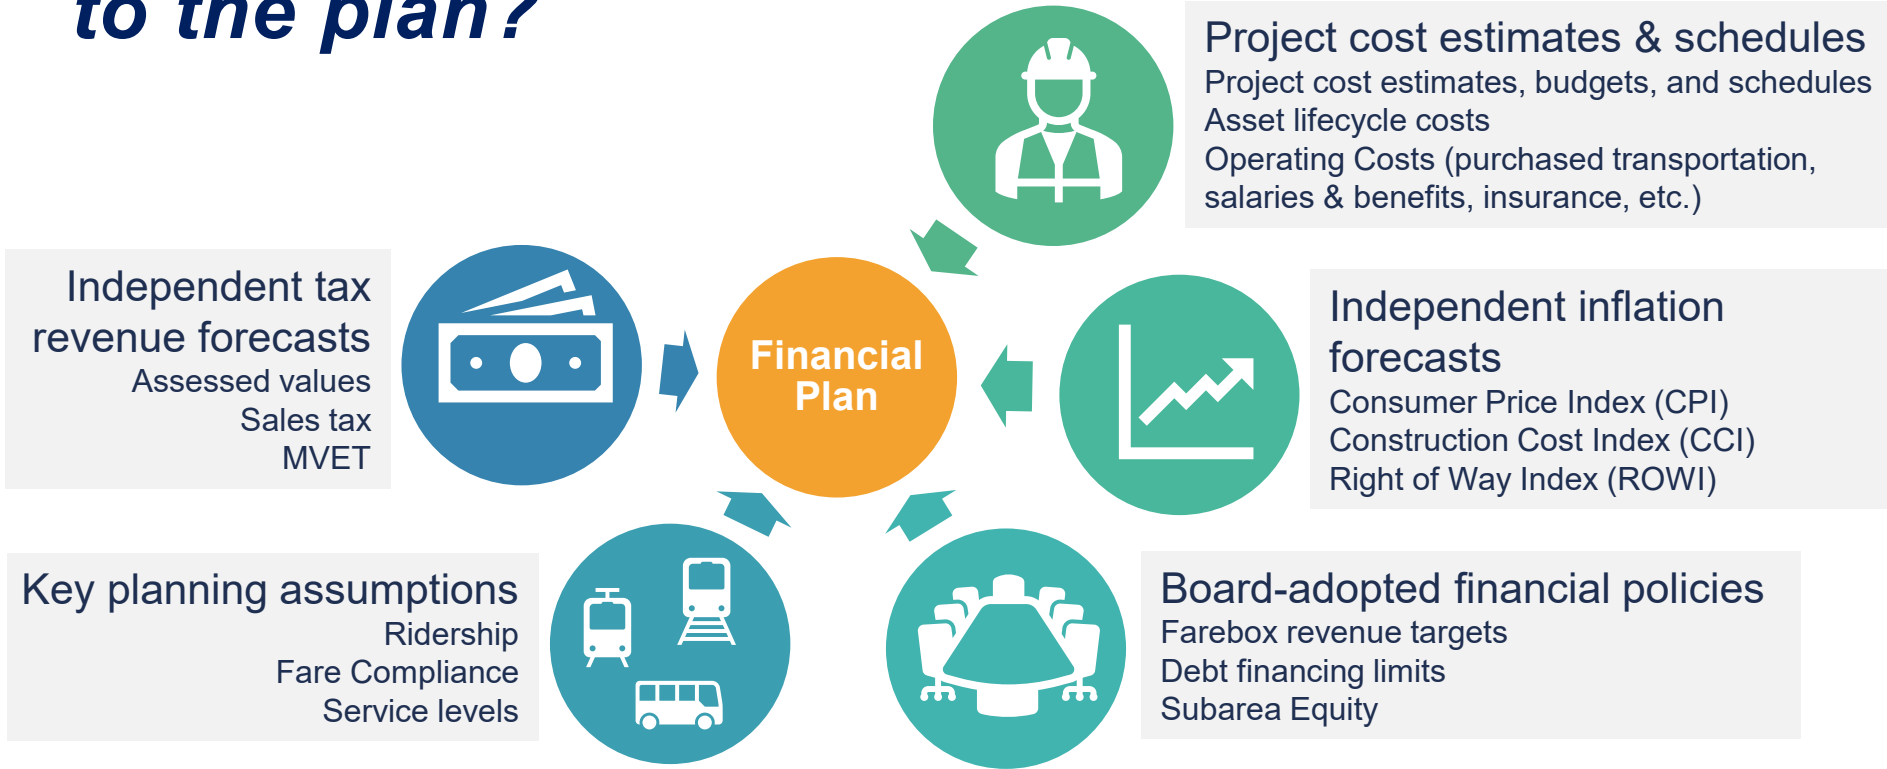 to the plan?
Project cost estimates & schedules
Project cost estimates, budgets, and schedules
Asset lifecycle costs
Operating Costs (purchased transportation,
salaries & benefits, insurance, etc.)
Independent tax
revenue forecasts
Assessed values
Sales tax
MVET
Financial
Plan
Independent inflation
forecasts
Consumer Price Index (CPI)
Construction Cost Index (CCI)
Right of Way Index (ROWI)
Key planning assumptions
Ridership
Fare Compliance
Service levels
Board-adopted financial policies
Farebox revenue targets
Debt financing limits
Subarea Equity